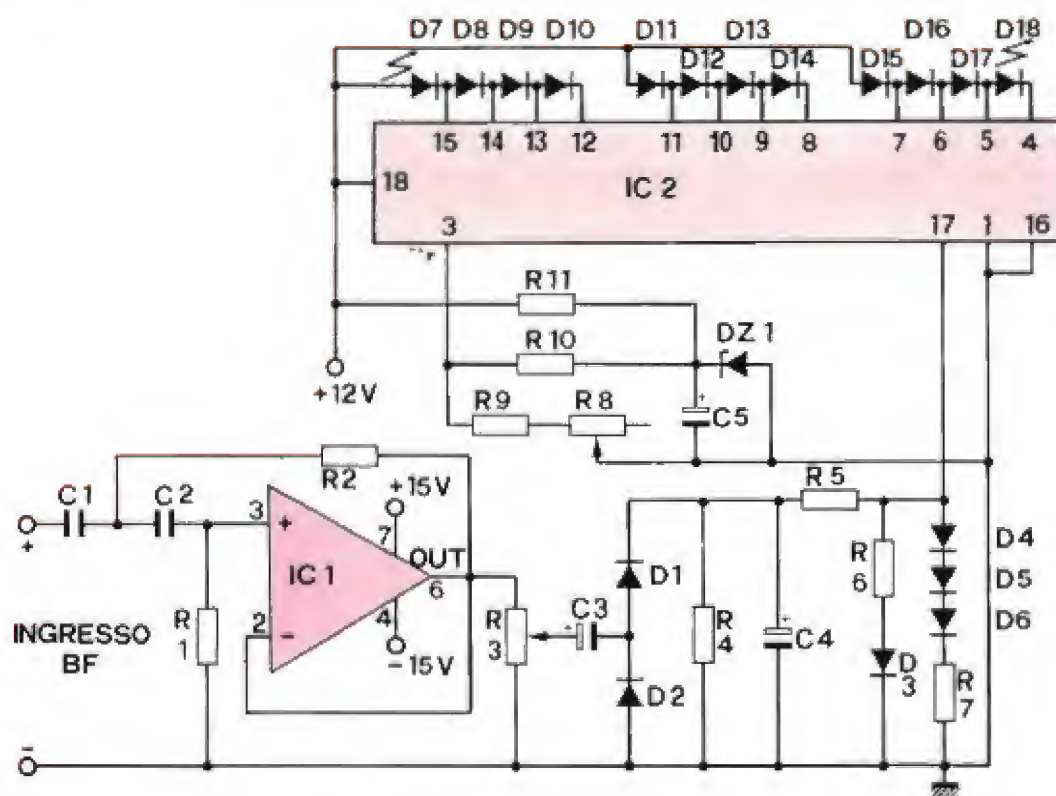 D7 D8 D9 D10 D11 D13 D16 D18
D12 D14 D15 D17
15 14 13 12 11 10 9 8 7 6 5 4
18 IC 2
3 17 1 16
R11
R10 DZ 1
+12V
R9 R8 C5
R2 R5
C1 C2 +15V
3 + 7 OUT D4
IC 1 6 D1 R 6 D5
+ C3 D6
INGRESSO R 1 2 - 4 R 3 R 4 C4
BF -15V D2 D 3 R 7
-